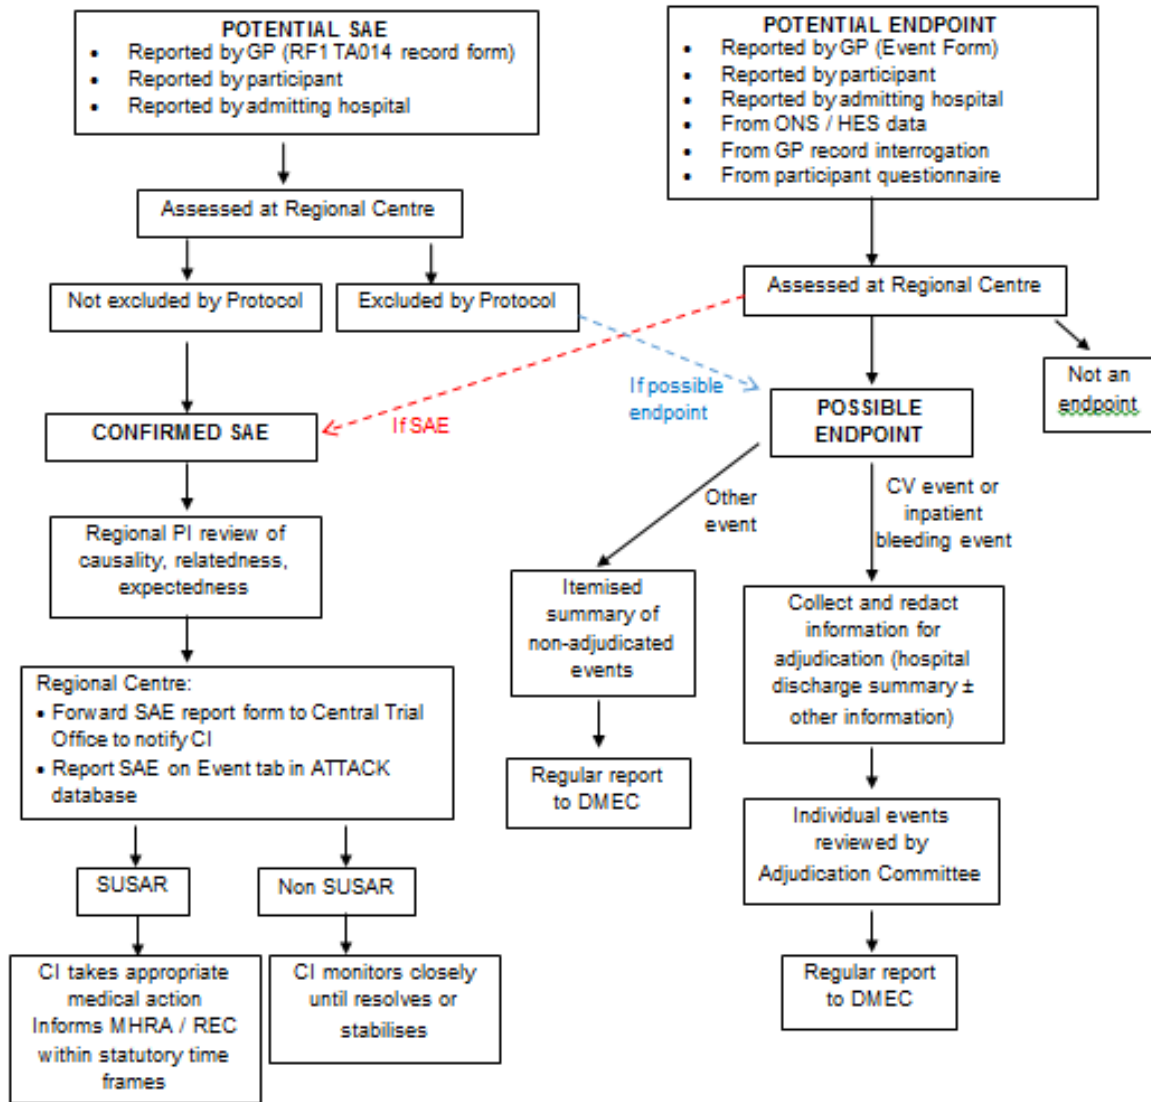 POTENTIAL SAE
• Reported by GP (RF1 TA014 record form)
• Reported by participant
• Reported by admitting hospital
POTENTIAL ENDPOINT
• Reported by GP (Event Form)
• Reported by participant
• Reported by admitting hospital
• From ONS / HES data
• From GP record interrogation
• From participant questionnaire
Assessed at Regional Centre
Not excluded by Protocol
Excluded by Protocol
Assessed at Regional Centre
Not an
endpoint
If possible
endpoint
If SAE
CONFIRMED SAE
POSSIBLE
ENDPOINT
Other
event
CV event or
inpatient
bleeding event
Regional PI review of
causality, relatedness,
expectedness
Itemised
summary of
non-adjudicated
events
Collect and redact
information for
adjudication (hospital
discharge summary ±
other information)
Regional Centre:
• Forward SAE report form to Central Trial
Office to notify CI
• Report SAE on Event tab in ATTACK
database
Regular report
to DMEC
Individual events
reviewed by
Adjudication Committee
SUSAR
Non SUSAR
CI takes appropriate
medical action
Informs MHRA / REC
within statutory time
frames
CI monitors closely
until resolves or
stabilises
Regular report
to DMEC